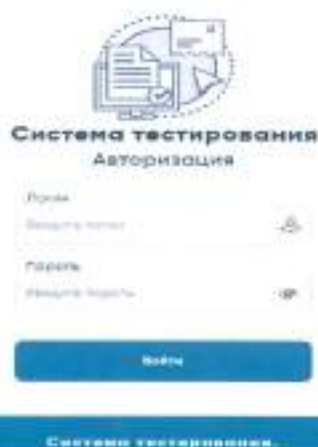 Система тестирования
Авторизация
Логин
Введите логин
Пароль
Введите пароль
Войти
Система тестирования.